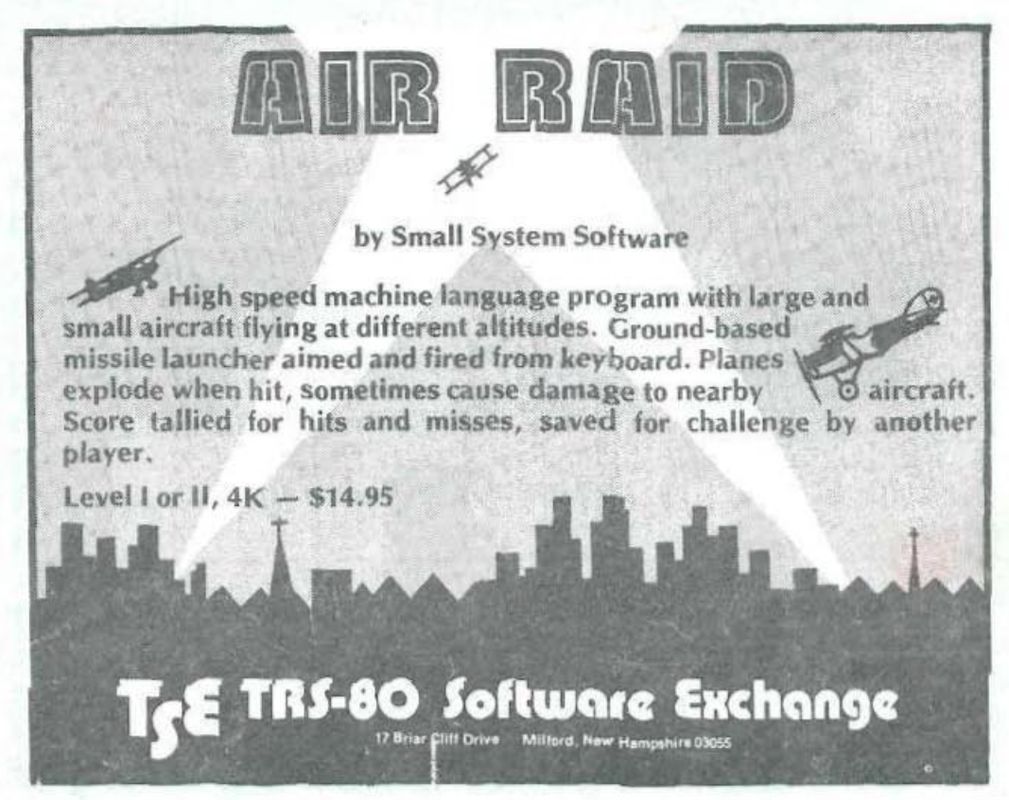 AIR RAID
by Small System Software
High speed machine language program with large and
small aircraft flying at different altitudes. Ground-based
missile launcher aimed and fired from keyboard. Planes
explode when hit, sometimes cause damage to nearby aircraft.
Score tallied for hits and misses, saved for challenge by another
player.
Level I or II, 4K — $14.95
TSE TRS-80 Software Exchange
17 Briar Cliff Drive Milford, New Hampshire 03055